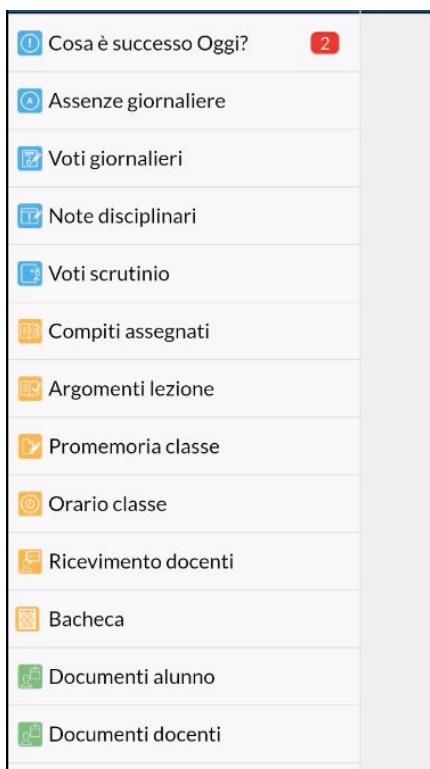 Cosa è successo Oggi? 2
Assenze giornaliere
Voti giornalieri
Note disciplinari
Voti scrutinio
Compiti assegnati
Argomenti lezione
Promemoria classe
Orario classe
Ricevimento docenti
Bacheca
Documenti alunno
Documenti docenti